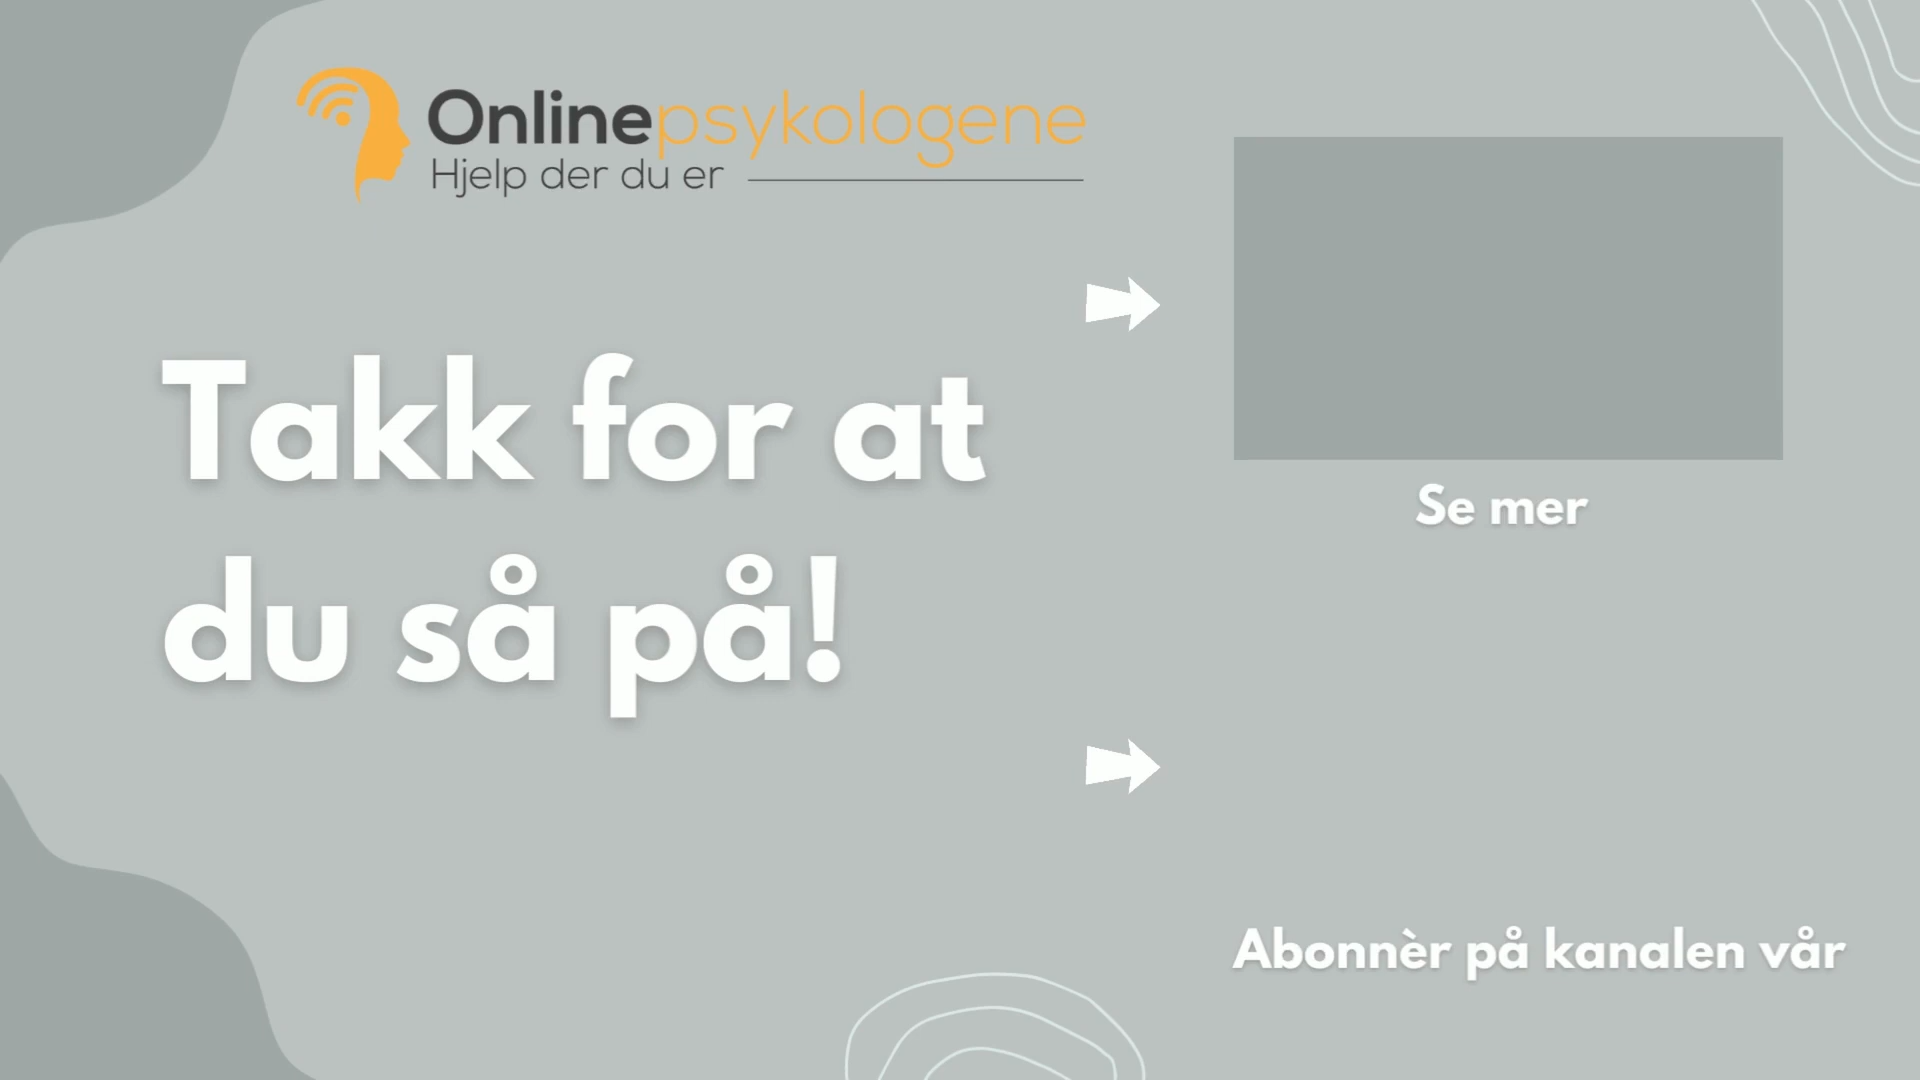 Onlinepsykologene
Hjelp der du er
Takk for at
du så på!
Se mer
Abonnèr på kanalen vår